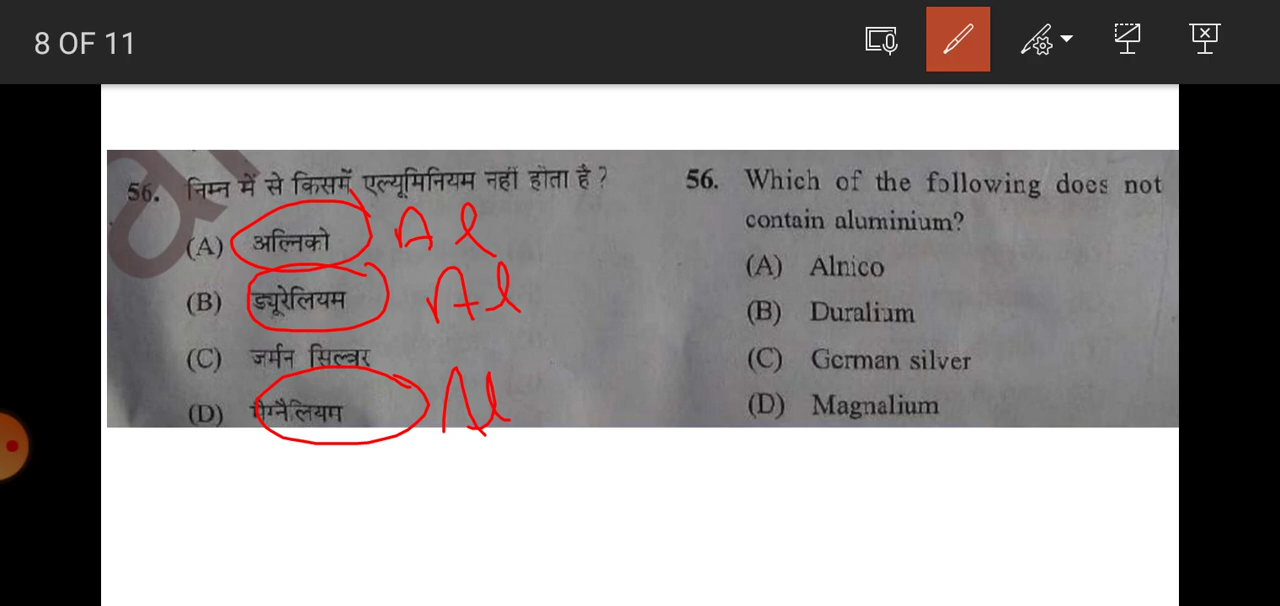 8 OF 11
56. निम्न में से किसमें एल्यूमिनियम नहीं होता है ?
(A) अल्निको Al
(B) ड्यूरेलियम Al
(C) जर्मन सिल्वर
(D) मैग्नैलियम Al
56. Which of the following does not
contain aluminium?
(A) Alnico
(B) Duralium
(C) German silver
(D) Magnalium